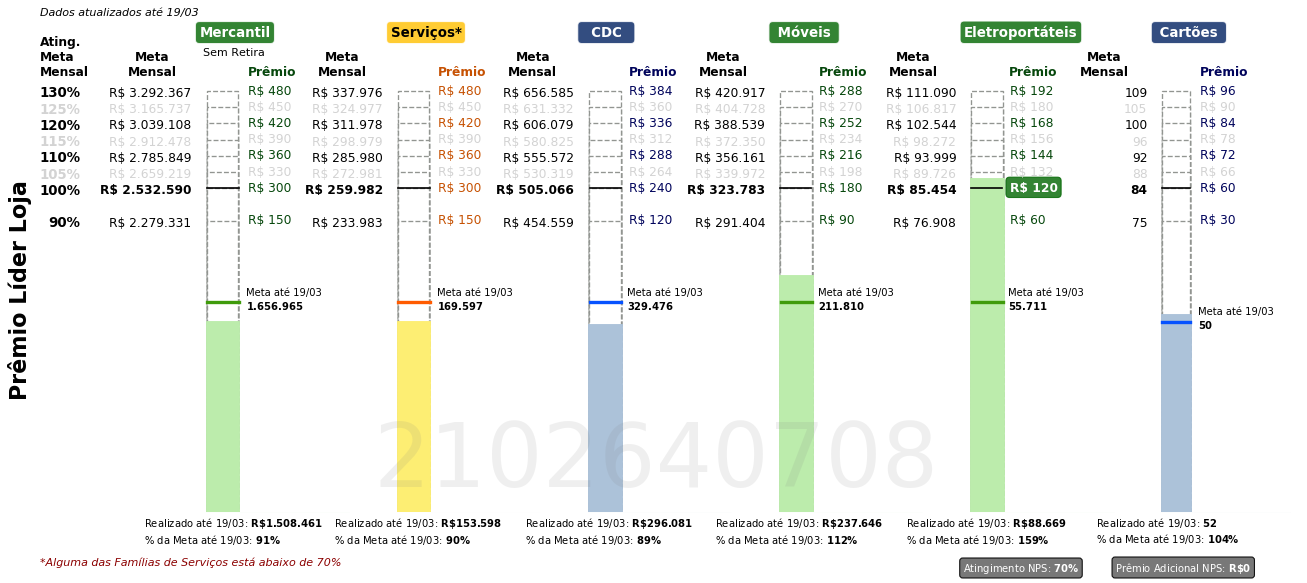 Dados atualizados até 19/03
Mercantil Serviços* CDC Móveis Eletroportáteis Cartões
Sem Retira
Ating. Meta Mensal Meta Mensal Prêmio Meta Mensal Prêmio Meta Mensal Prêmio Meta Mensal Prêmio Meta Mensal Prêmio Meta Mensal Prêmio
130% R$ 3.292.367 R$ 480 R$ 337.976 R$ 480 R$ 656.585 R$ 384 R$ 420.917 R$ 288 R$ 111.090 R$ 192 109 R$ 96
125% R$ 3.165.737 R$ 450 R$ 324.977 R$ 450 R$ 631.332 R$ 360 R$ 404.728 R$ 270 R$ 106.817 R$ 180 105 R$ 90
120% R$ 3.039.108 R$ 420 R$ 311.978 R$ 420 R$ 606.079 R$ 336 R$ 388.539 R$ 252 R$ 102.544 R$ 168 100 R$ 84
115% R$ 2.912.478 R$ 390 R$ 298.979 R$ 390 R$ 580.825 R$ 312 R$ 372.350 R$ 234 R$ 98.272 R$ 156 96 R$ 78
110% R$ 2.785.849 R$ 360 R$ 285.980 R$ 360 R$ 555.572 R$ 288 R$ 356.161 R$ 216 R$ 93.999 R$ 144 92 R$ 72
105% R$ 2.659.219 R$ 330 R$ 272.981 R$ 330 R$ 530.319 R$ 264 R$ 339.972 R$ 198 R$ 89.726 R$ 132 88 R$ 66
100% R$ 2.532.590 R$ 300 R$ 259.982 R$ 300 R$ 505.066 R$ 240 R$ 323.783 R$ 180 R$ 85.454 R$ 120 84 R$ 60
90% R$ 2.279.331 R$ 150 R$ 233.983 R$ 150 R$ 454.559 R$ 120 R$ 291.404 R$ 90 R$ 76.908 R$ 60 75 R$ 30
Prêmio Líder Loja
Meta até 19/03 Meta até 19/03 Meta até 19/03 Meta até 19/03 Meta até 19/03 Meta até 19/03
1.656.965 169.597 329.476 211.810 55.711 50
2102640708
Realizado até 19/03: R$1.508.461 Realizado até 19/03: R$153.598 Realizado até 19/03: R$296.081 Realizado até 19/03: R$237.646 Realizado até 19/03: R$88.669 Realizado até 19/03: 52
% da Meta até 19/03: 91% % da Meta até 19/03: 90% % da Meta até 19/03: 89% % da Meta até 19/03: 112% % da Meta até 19/03: 159% % da Meta até 19/03: 104%
*Alguma das Famílias de Serviços está abaixo de 70%
Atingimento NPS: 70% Prêmio Adicional NPS: R$0